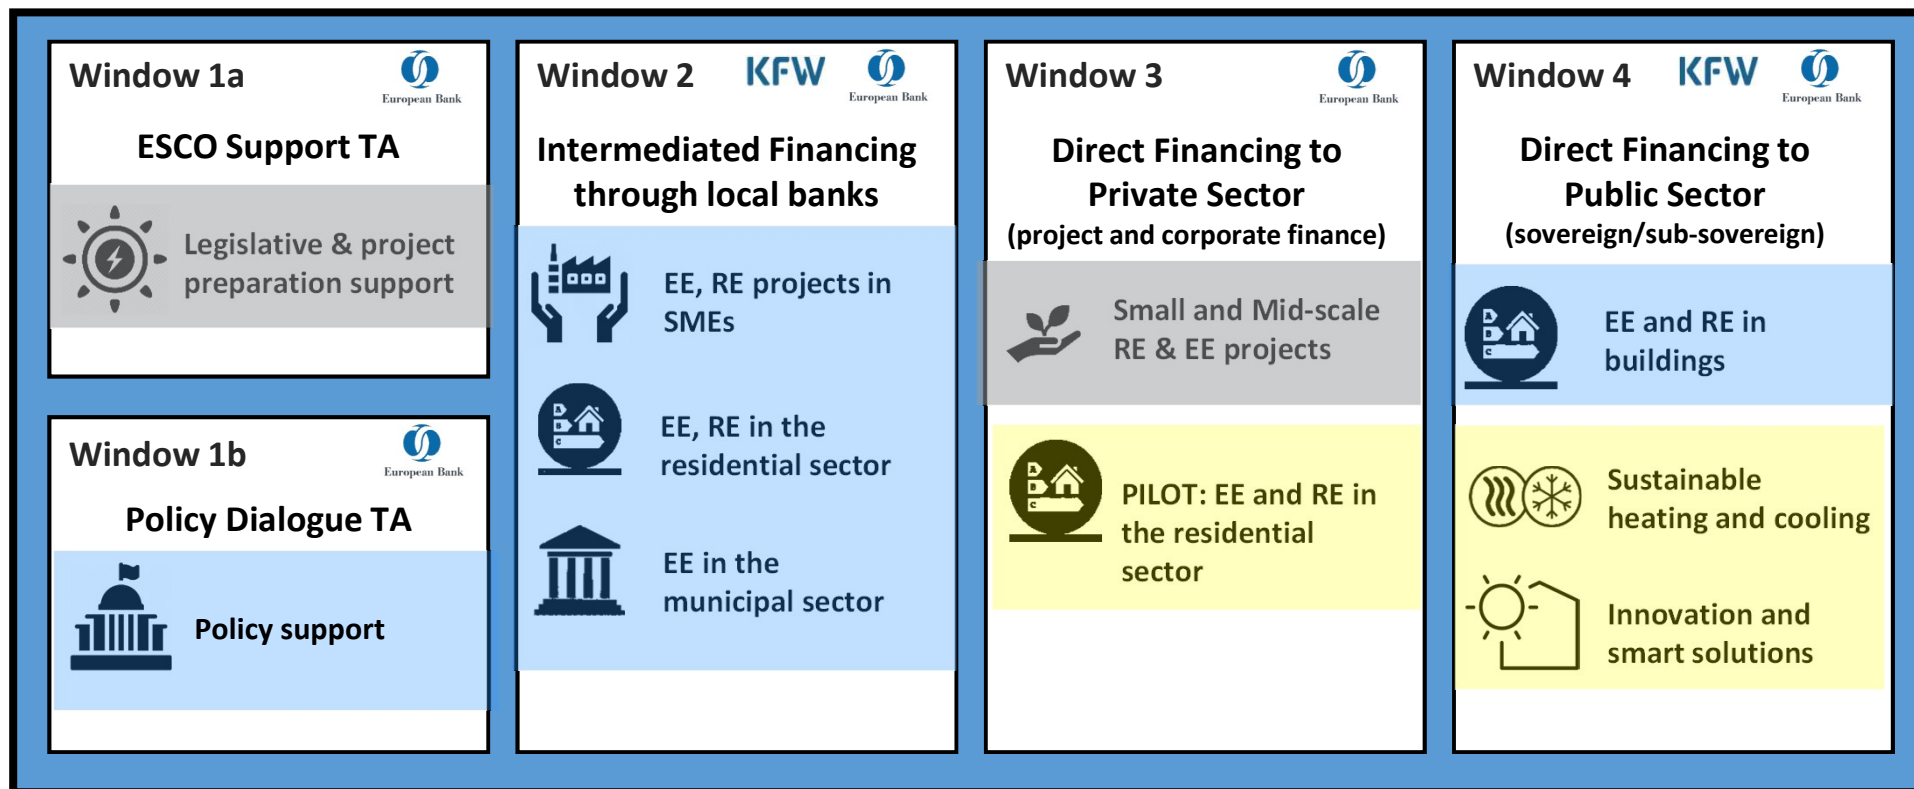 Window 1a
European Bank
ESCO Support TA
Legislative & project
preparation support
Window 1b
European Bank
Policy Dialogue TA
Policy support
Window 2
KFW
European Bank
Intermediated Financing
through local banks
EE, RE projects in
SMEs
A
B
C
EE, RE in the
residential sector
EE in the
municipal sector
Window 3
European Bank
Direct Financing to
Private Sector
(project and corporate finance)
Small and Mid-scale
RE & EE projects
A
B
C
PILOT: EE and RE in
the residential
sector
Window 4
KFW
European Bank
Direct Financing to
Public Sector
(sovereign/sub-sovereign)
A
B
C
EE and RE in
buildings
Sustainable
heating and cooling
Innovation and
smart solutions